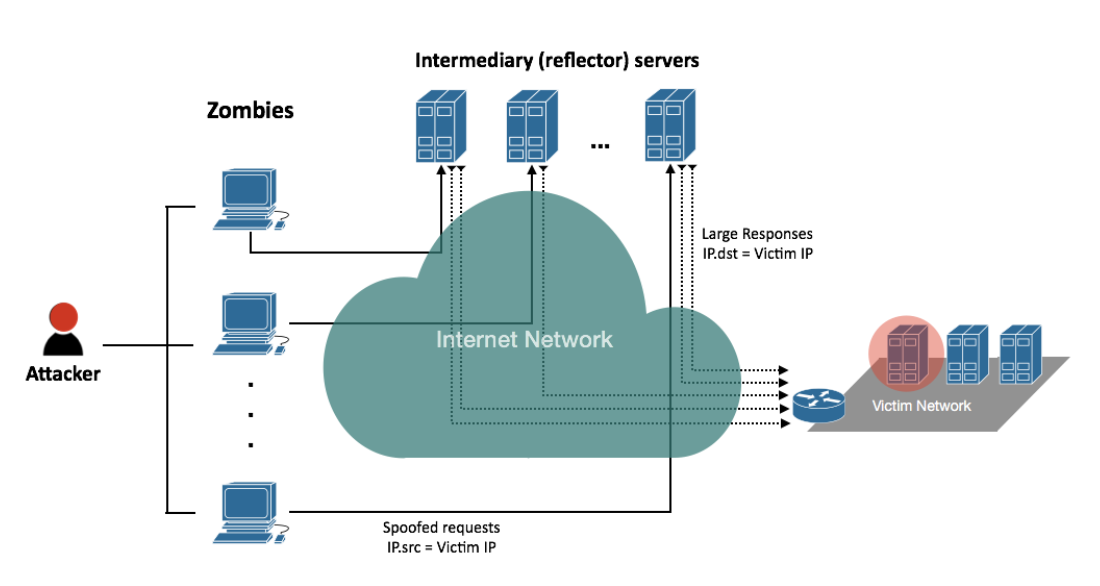 Intermediary (reflector) servers
Zombies
...
Large Responses
IP.dst = Victim IP
Internet Network
Attacker
Victim Network
Spoofed requests
IP.src = Victim IP